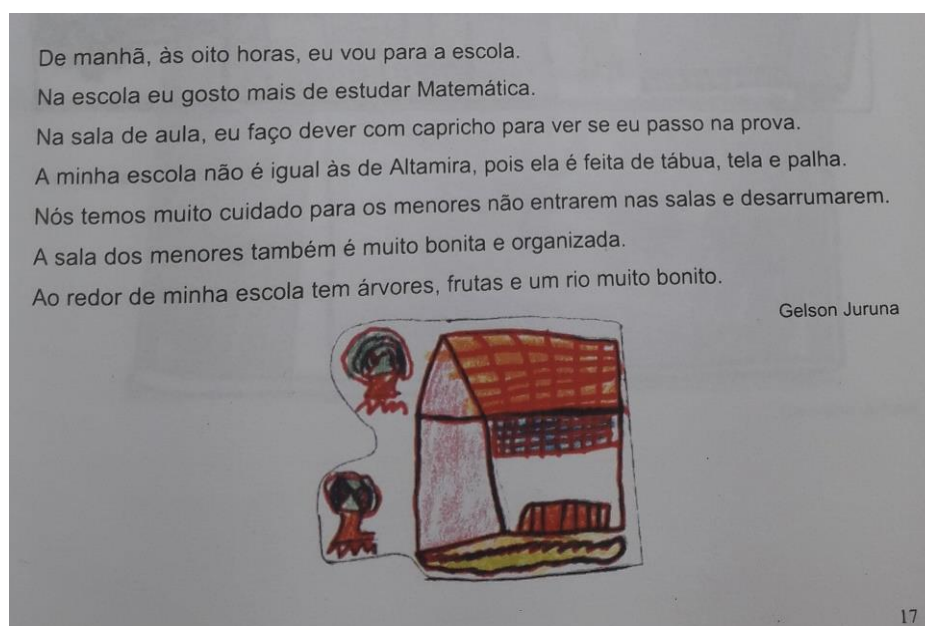 De manhã, às oito horas, eu vou para a escola.
Na escola eu gosto mais de estudar Matemática.
Na sala de aula, eu faço dever com capricho para ver se eu passo na prova.
A minha escola não é igual às de Altamira, pois ela é feita de tábua, tela e palha.
Nós temos muito cuidado para os menores não entrarem nas salas e desarrumarem.
A sala dos menores também é muito bonita e organizada.
Ao redor de minha escola tem árvores, frutas e um rio muito bonito.
Gelson Juruna
17